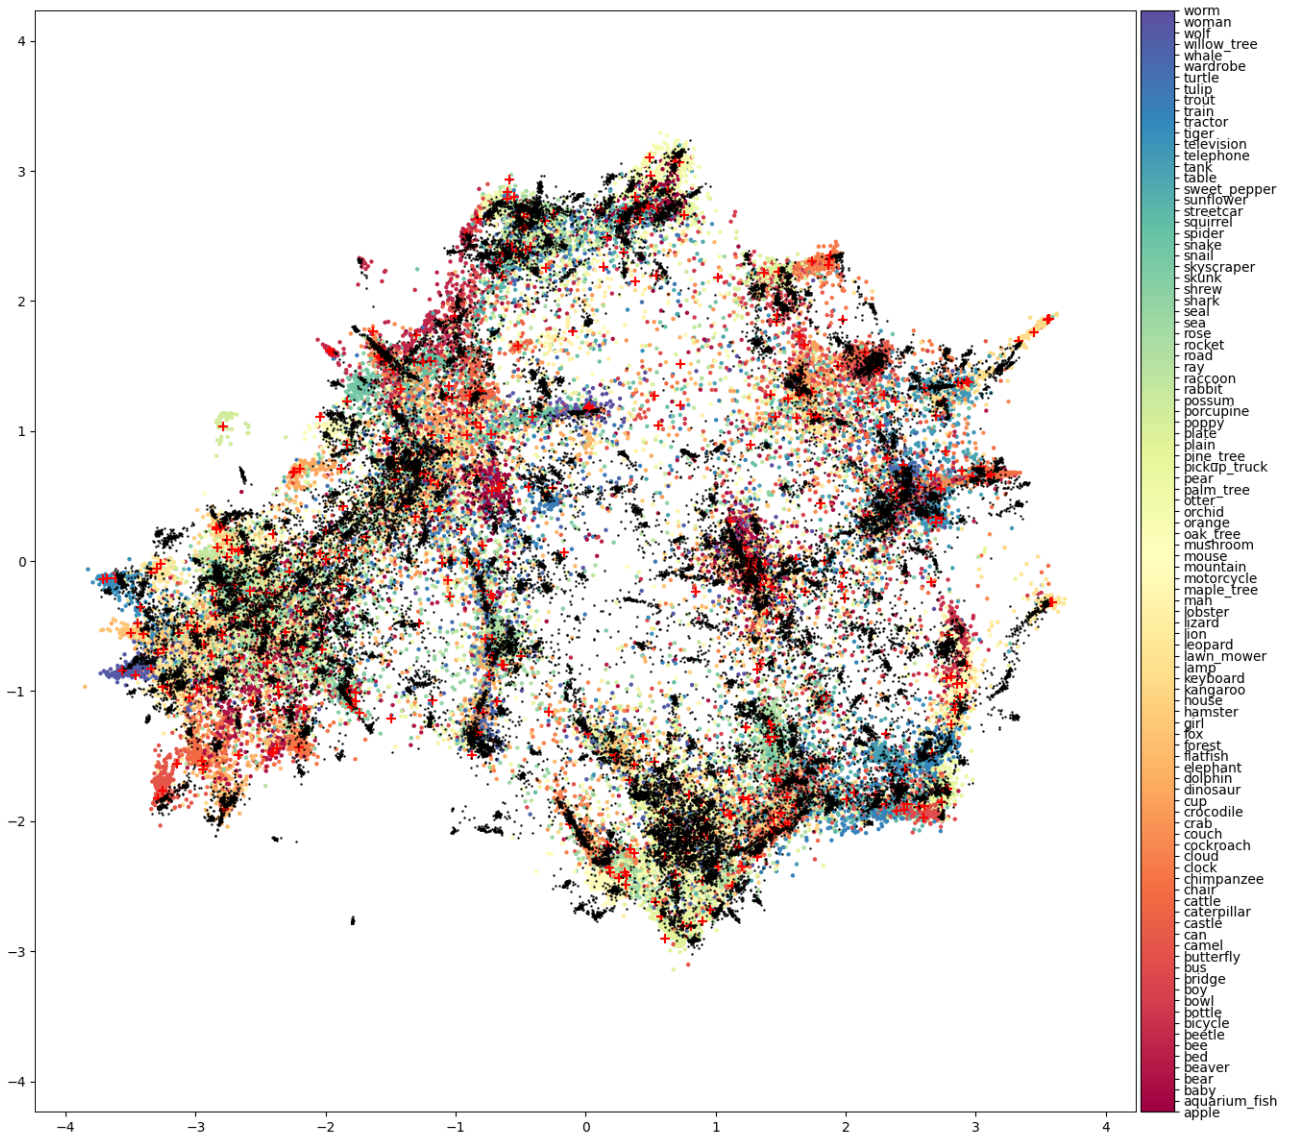 4
3
2
1
0
−1
−2
−3
−4
−4
−3
−2
−1
0
1
2
3
4
worm
woman
wolf
willow_tree
whale
wardrobe
turtle
tulip
trout
train
tractor
tiger
television
telephone
tank
table
sweet_pepper
sunflower
streetcar
squirrel
spider
snake
snail
skyscraper
skunk
shrew
shark
seal
sea
rose
rocket
road
ray
raccoon
rabbit
possum
porcupine
poppy
plate
plain
pine_tree
pickup_truck
pear
palm_tree
otter
orchid
orange
oak_tree
mushroom
mouse
mountain
motorcycle
maple_tree
man
lobster
lizard
lion
leopard
lawn_mower
lamp
keyboard
kangaroo
house
hamster
girl
fox
forest
flatfish
elephant
dolphin
dinosaur
cup
crocodile
crab
couch
cockroach
cloud
clock
chimpanzee
chair
cattle
caterpillar
castle
can
camel
butterfly
bus
bridge
boy
bowl
bottle
bicycle
beetle
bee
bed
beaver
bear
baby
aquarium_fish
apple